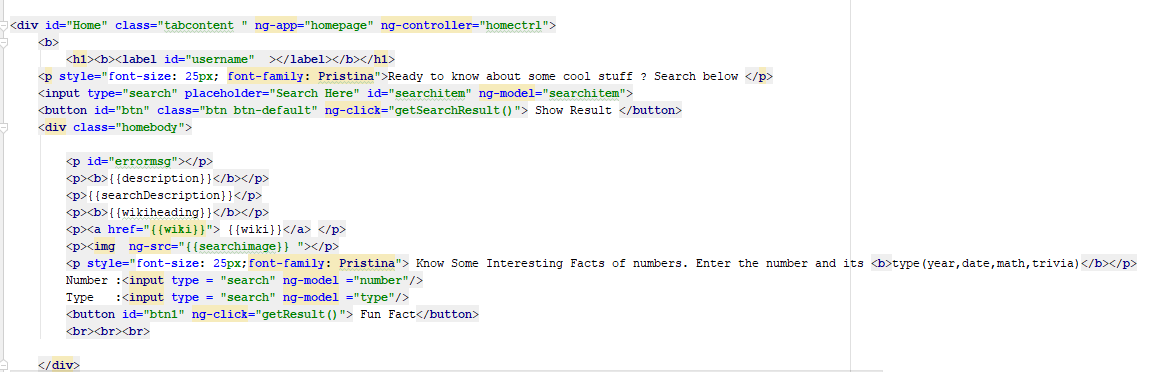 <div id="Home" class="tabcontent " ng-app="homepage" ng-controller="homectrl">
<b>
<h1><b><label id="username"  ></label></b></h1>
<p style="font-size: 25px; font-family: Pristina">Ready to know about some cool stuff ? Search below </p>
<input type="search" placeholder="Search Here" id="searchitem" ng-model="searchitem">
<button id="btn" class="btn btn-default" ng-click="getSearchResult()"> Show Result </button>
<div class="homebody">
<p id="errormsg"></p>
<p><b>{{description}}</b></p>
<p>{{searchDescription}}</p>
<p><b>{{wikiheading}}</b></p>
<p><a href="{{wiki}}"> {{wiki}}</a> </p>
<p><img  ng-src="{{searchimage}} "></p>
<p style="font-size: 25px;font-family: Pristina"> Know Some Interesting Facts of numbers. Enter the number and its <b>type(year,date,math,trivia)</b></p>
Number :<input type = "search" ng-model ="number"/>
Type   :<input type = "search" ng-model ="type"/>
<button id="btn1" ng-click="getResult()"> Fun Fact</button>
<br><br><br>
</div>